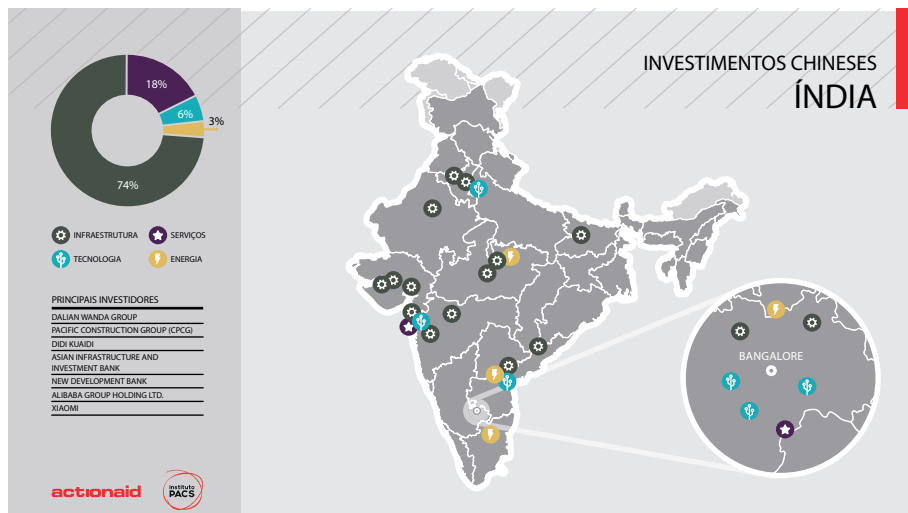 INVESTIMENTOS CHINESES
ÍNDIA
18%
6%
3%
74%
INFRAESTRUTURA
SERVIÇOS
TECNOLOGIA
ENERGIA
PRINCIPAIS INVESTIDORES
DALIAN WANDA GROUP
PACIFIC CONSTRUCTION GROUP (CPCG)
DIDI KUAIDI
ASIAN INFRASTRUCTURE AND
INVESTMENT BANK
NEW DEVELOPMENT BANK
ALIBABA GROUP HOLDING LTD.
XIAOMI
BANGALORE
actionaid
instituto
PACS